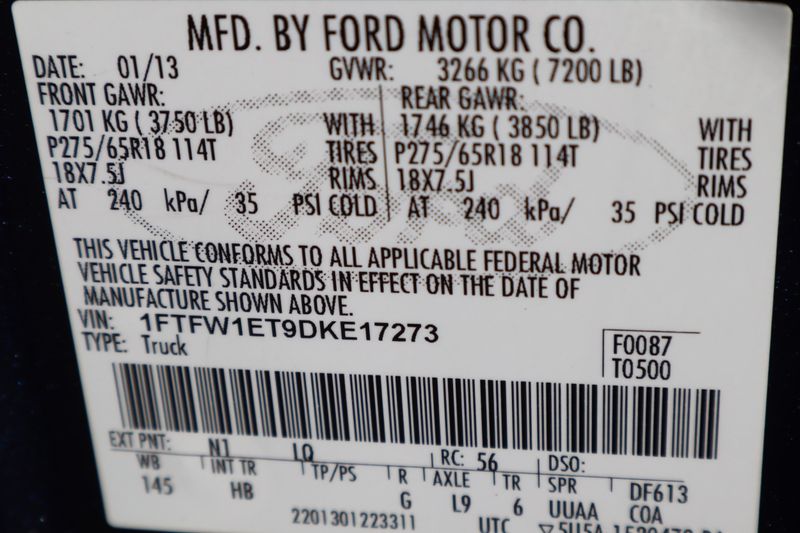 MFD. BY FORD MOTOR CO.
DATE: 01/13 GVWR: 3266 KG ( 7200 LB)
FRONT GAWR: REAR GAWR:
1701 KG ( 3750 LB) WITH 1746 KG ( 3850 LB) WITH
P275/65R18 114T TIRES P275/65R18 114T TIRES
18X7.5J RIMS 18X7.5J RIMS
AT 240 kPa/ 35 PSI COLD AT 240 kPa/ 35 PSI COLD
Ford
THIS VEHICLE CONFORMS TO ALL APPLICABLE FEDERAL MOTOR
VEHICLE SAFETY STANDARDS IN EFFECT ON THE DATE OF
MANUFACTURE SHOWN ABOVE.
VIN: 1FTFW1ET9DKE17273
TYPE: Truck
F0087
T0500
EXT PNT: N1 LQ RC: 56 DSO:
WB INT TR TP/PS R AXLE TR SPR DF613
145 HB G L9 6 UUAA COA
2201301223311 UTC